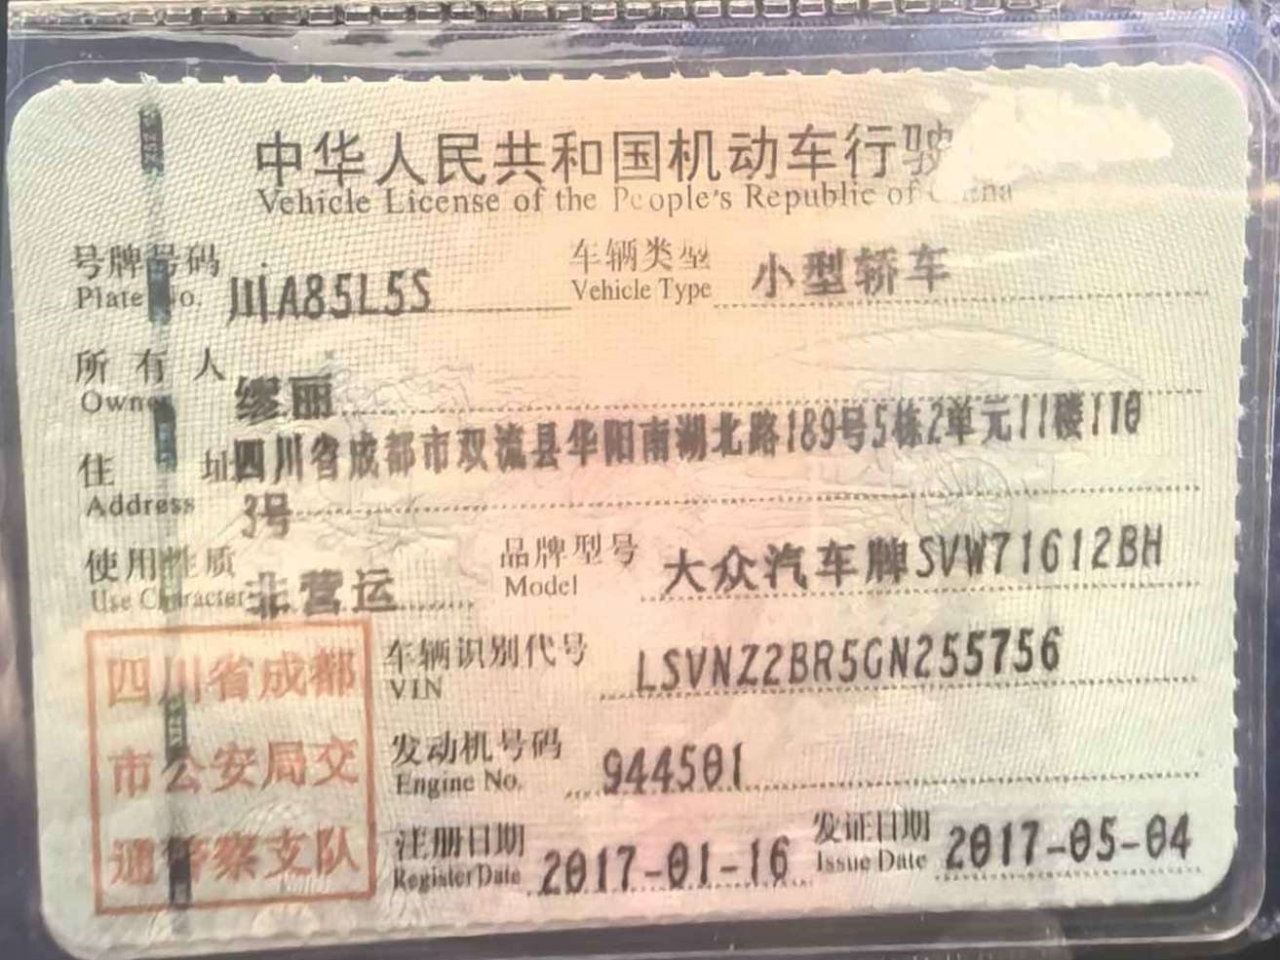 中华人民共和国机动车行驶
Vehicle License of the People's Republic of China
号牌号码 Plate No. 川A85L5S 车辆类型 Vehicle Type 小型轿车
所有人 Owner 缪丽
住址 Address 四川省成都市双流县华阳南湖北路189号5栋2单元11楼110
3号
使用性质 Use Character 非营运 品牌型号 Model 大众汽车牌SVW71612BH
车辆识别代号 VIN LSVNZ2BR5GN255756
发动机号码 Engine No. 944501
注册日期 Register Date 2017-01-16 发证日期 Issue Date 2017-05-04
四川省成都
市公安局交
通警察支队